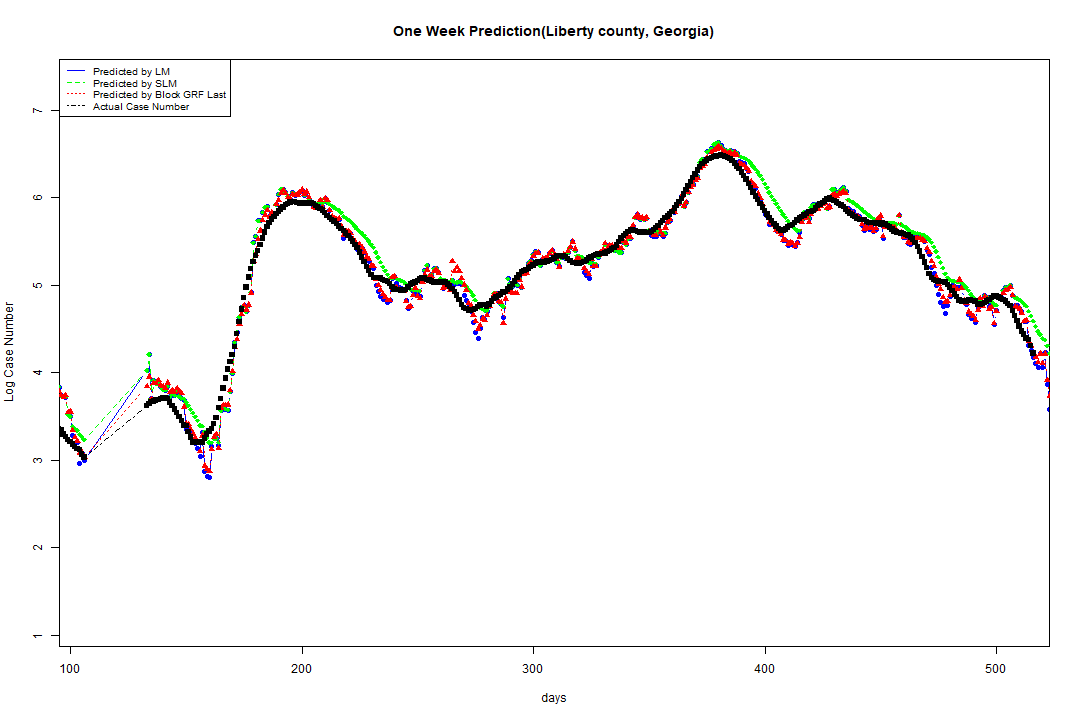 One Week Prediction(Liberty county, Georgia)
Predicted by LM
Predicted by SLM
Predicted by Block GRF Last
Actual Case Number
7
6
5
4
3
2
1
Log Case Number
100 200 300 400 500
days